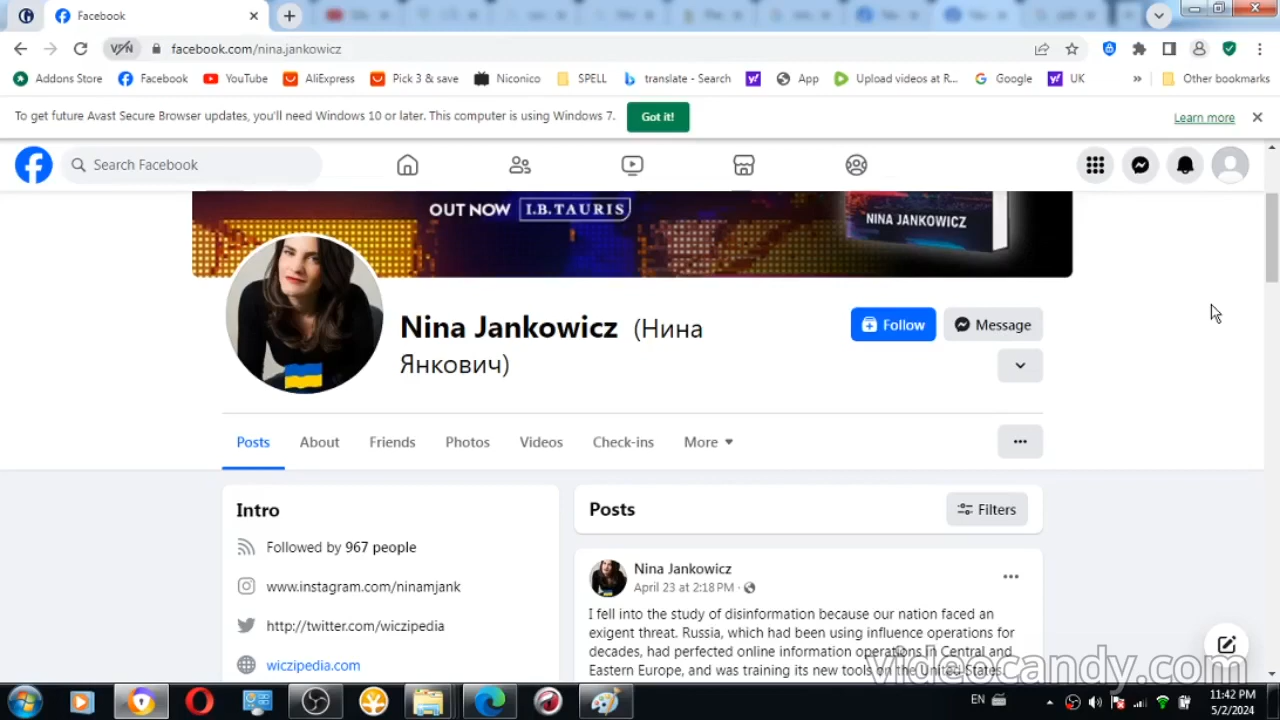 Facebook
facebook.com/nina.jankowicz
VPN
Addons Store Facebook YouTube AliExpress Pick 3 & save Niconico SPELL translate - Search App Upload videos at R... Google UK » Other bookmarks
To get future Avast Secure Browser updates, you'll need Windows 10 or later. This computer is using Windows 7. Got it! Learn more
Search Facebook
OUT NOW I.B.TAURIS
NINA JANKOWICZ
Nina Jankowicz (Нина
Янкович)
Follow Message
Posts About Friends Photos Videos Check-ins More
Intro
Followed by 967 people
www.instagram.com/ninamjank
http://twitter.com/wiczipedia
wiczipedia.com
Posts Filters
Nina Jankowicz
April 23 at 2:18 PM
I fell into the study of disinformation because our nation faced an
exigent threat. Russia, which had been using influence operations for
decades, had perfected online information operations in Central and
Eastern Europe, and was training its new tools on the United States.
videocandy.com
EN
11:42 PM
5/2/2024